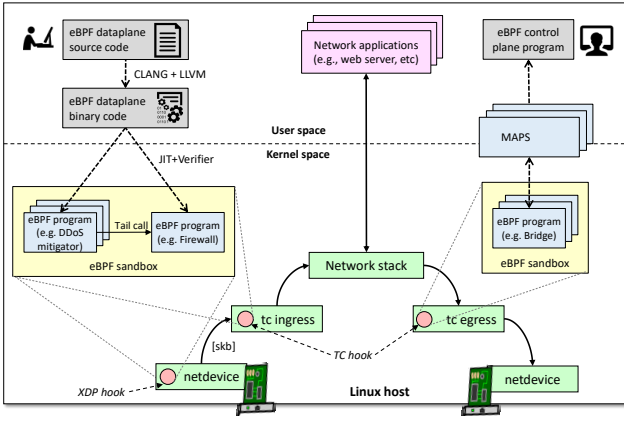 eBPF dataplane
source code
CLANG + LLVM
eBPF dataplane
binary code
Network applications
(e.g., web server, etc)
eBPF control
plane program
User space
Kernel space
MAPS
JIT+Verifier
eBPF program
(e.g. DDoS
mitigator)
Tail call
eBPF program
(e.g. Firewall)
eBPF sandbox
eBPF program
(e.g. Bridge)
eBPF sandbox
Network stack
tc ingress
tc egress
[skb]
TC hook
netdevice
XDP hook
Linux host
netdevice